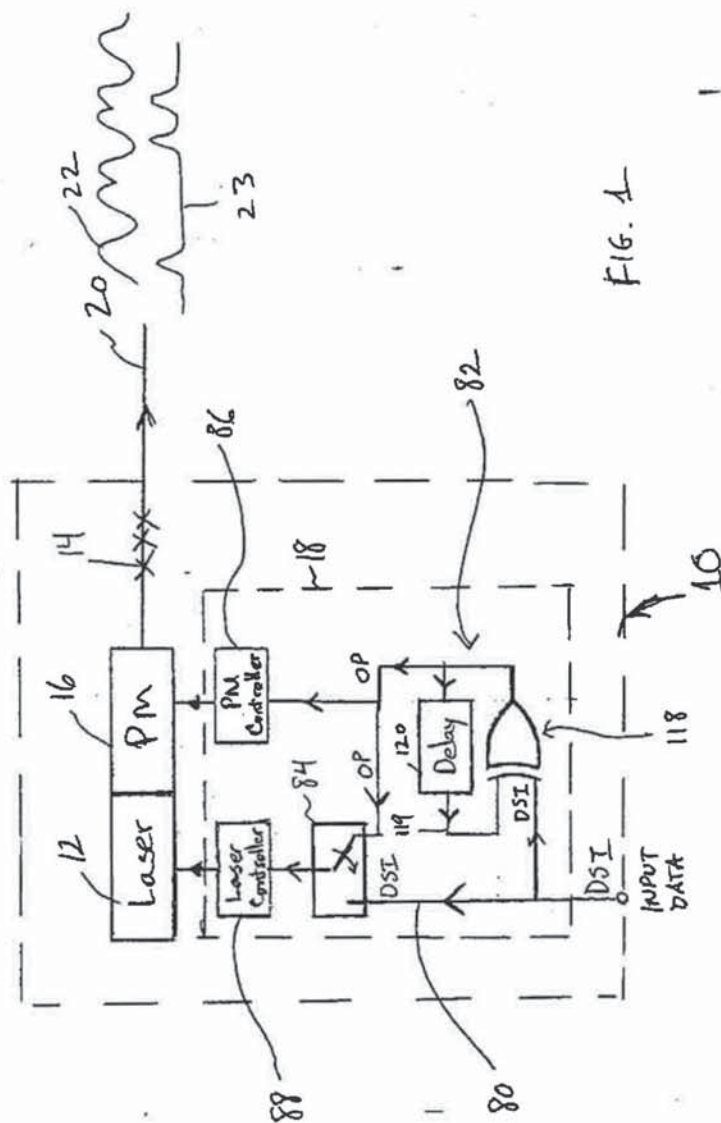 22
20
23
14
86
18
82
16
PM
PM
Controller
OP
OP
120
Delay
118
84
119
DSI
12
Laser
Laser
Controller
DSI
DSI
INPUT
DATA
10
88
80
FIG. 1
1